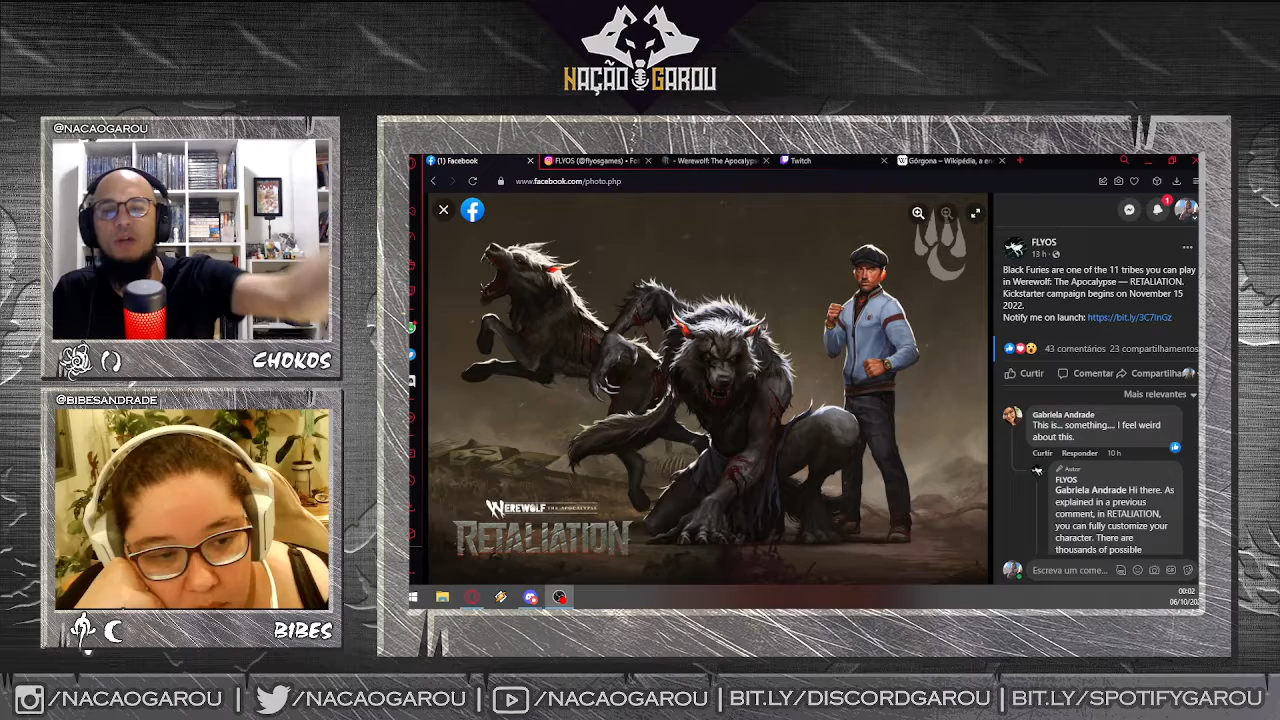 NAÇÃO GAROU
@NACAOGAROU
CHOKOS
@BIBESANDRADE
BIBES
(1) Facebook
FLYOS (@flyosgames) • Fo
- Werewolf: The Apocalyps
Twitch
Górgona – Wikipédia, a en
www.facebook.com/photo.php
1
FLYOS
13 h
Black Furies are one of the 11 tribes you can play
in Werewolf: The Apocalypse — RETALIATION.
Kickstarter campaign begins on November 15
2022.
Notify me on launch: https://bit.ly/3C7InGz
43 comentários 23 compartilhamentos
Curtir
Comentar
Compartilha
Mais relevantes
Gabriela Andrade
This is... something.... I feel weird
about this.
Curtir Responder 10 h
Autor
FLYOS
Gabriela Andrade Hi there. As
explained in a previous
comment, in RETALIATION,
you can fully customize your
character. There are
thousands of possible
Escreva um come...
WEREWOLF THE APOCALYPSE
RETALIATION
00:02
06/10/202
/NACAOGAROU | /NACAOGAROU | /NACAOGAROU | BIT.LY/DISCORDGAROU | BIT.LY/SPOTIFYGAROU